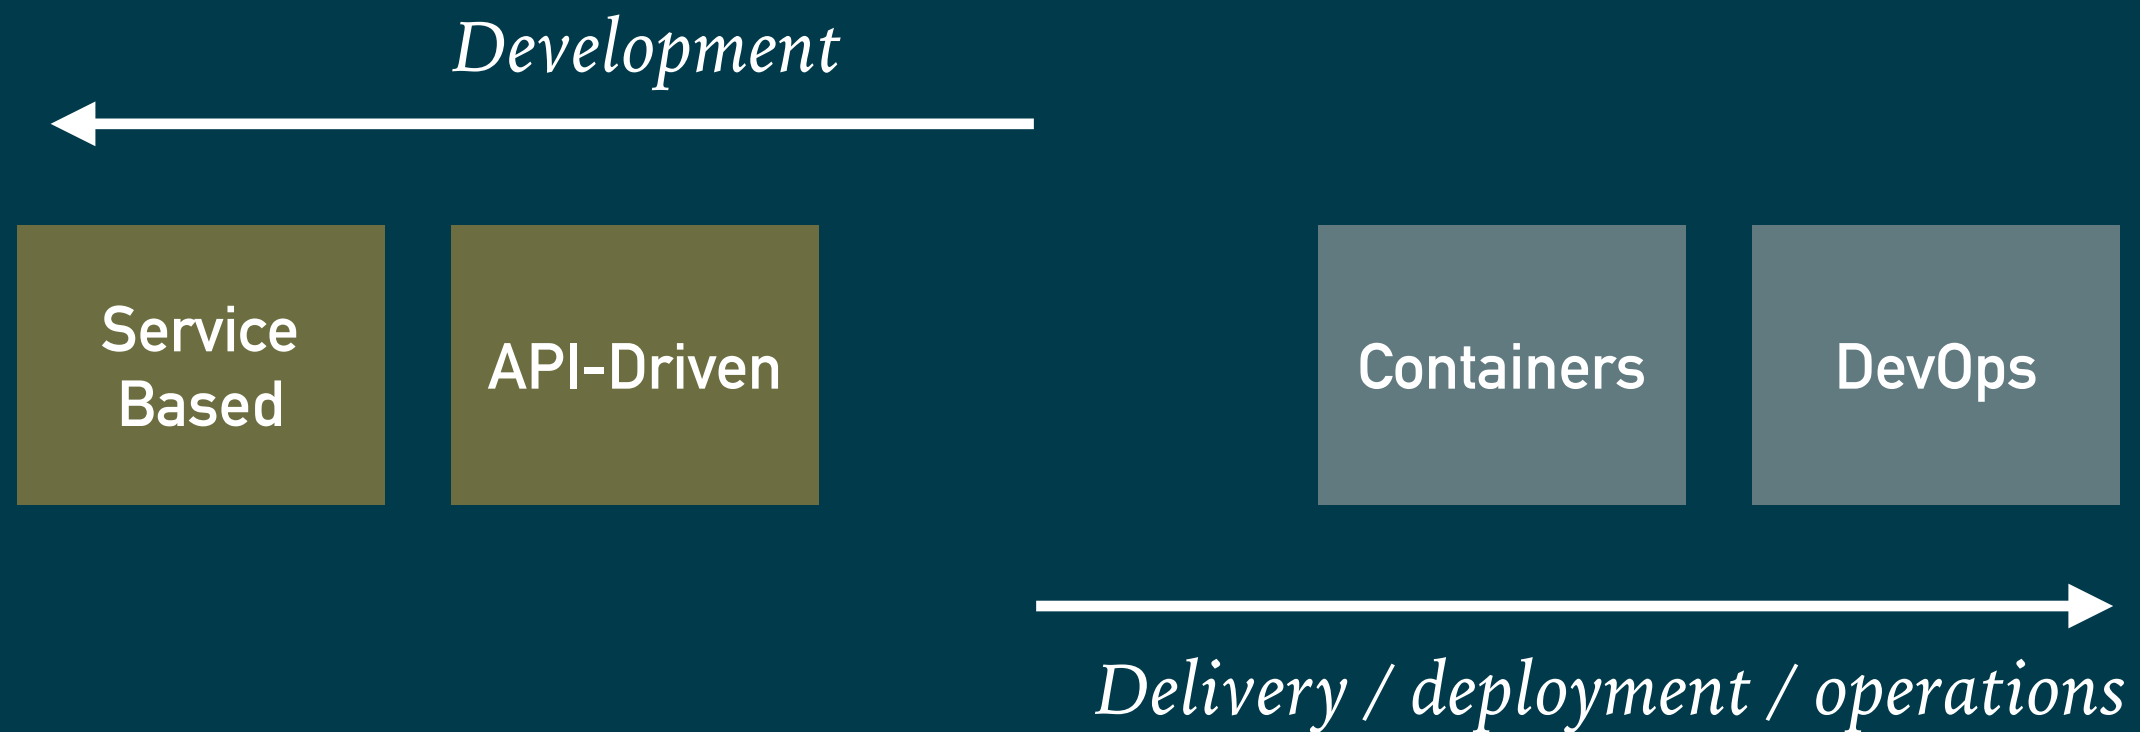 Development
Service
Based
API-Driven
Containers
DevOps
Delivery / deployment / operations